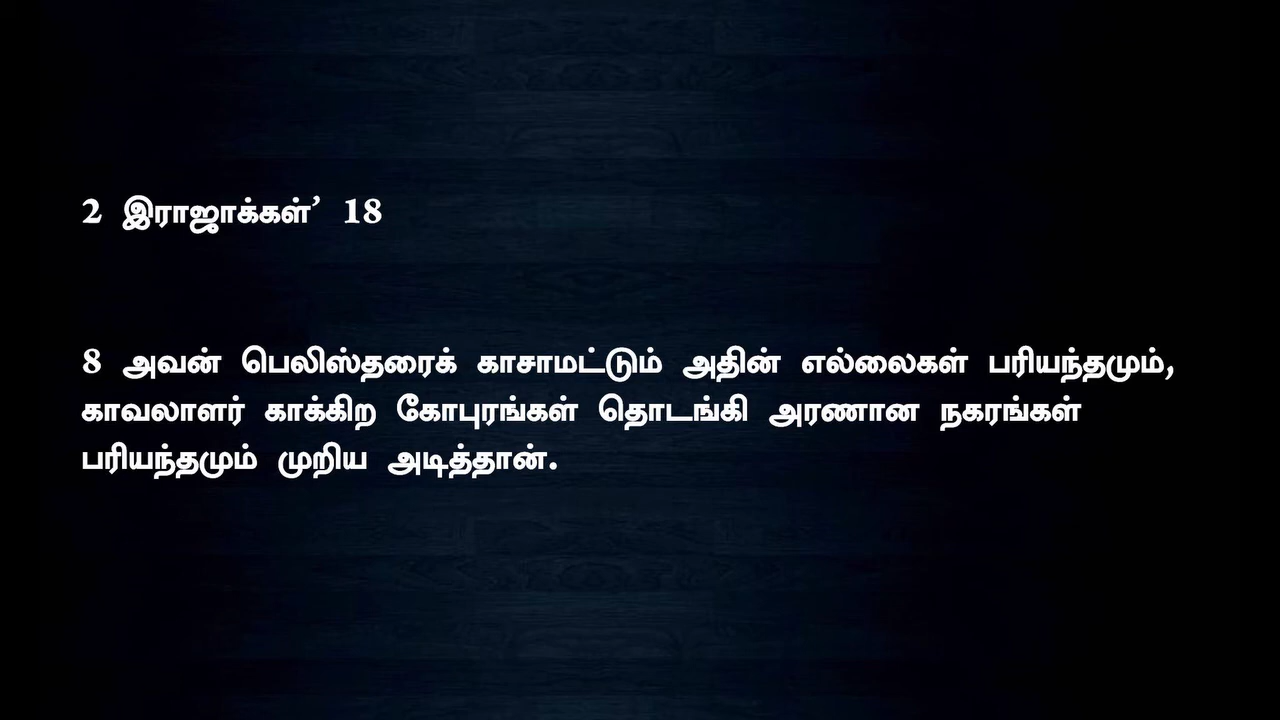 2 இராஜாக்கள்’ 18
8 அவன் பெலிஸ்தரைக் காசாமட்டும் அதின் எல்லைகள் பரியந்தமும்,
காவலாளர் காக்கிற கோபுரங்கள் தொடங்கி அரணான நகரங்கள்
பரியந்தமும் முறிய அடித்தான்.